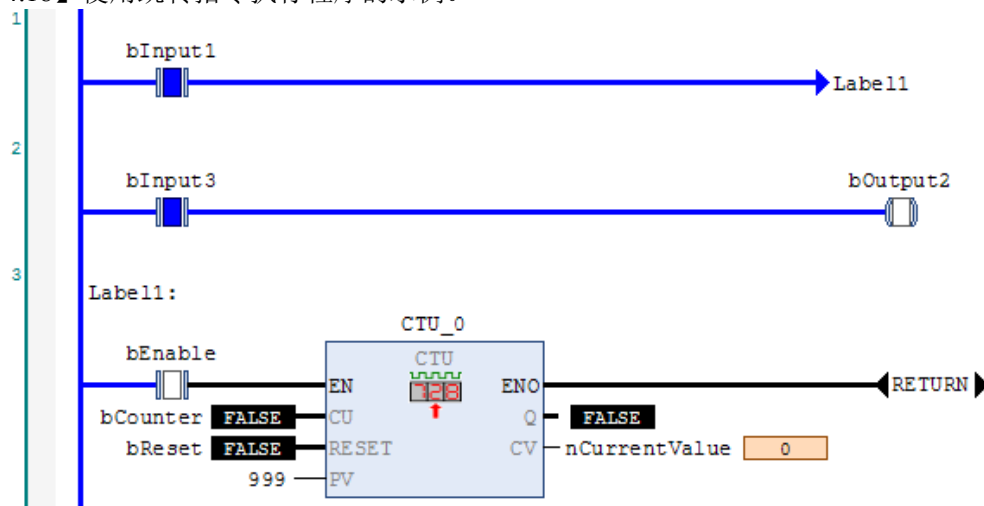 1
bInput1
Label1
2
bInput3
bOutput2
3
Label1:
CTU_0
bEnable
CTU
EN
ENO
RETURN
bCounter FALSE CU
Q FALSE
bReset FALSE RESET
CV nCurrentValue 0
999 PV